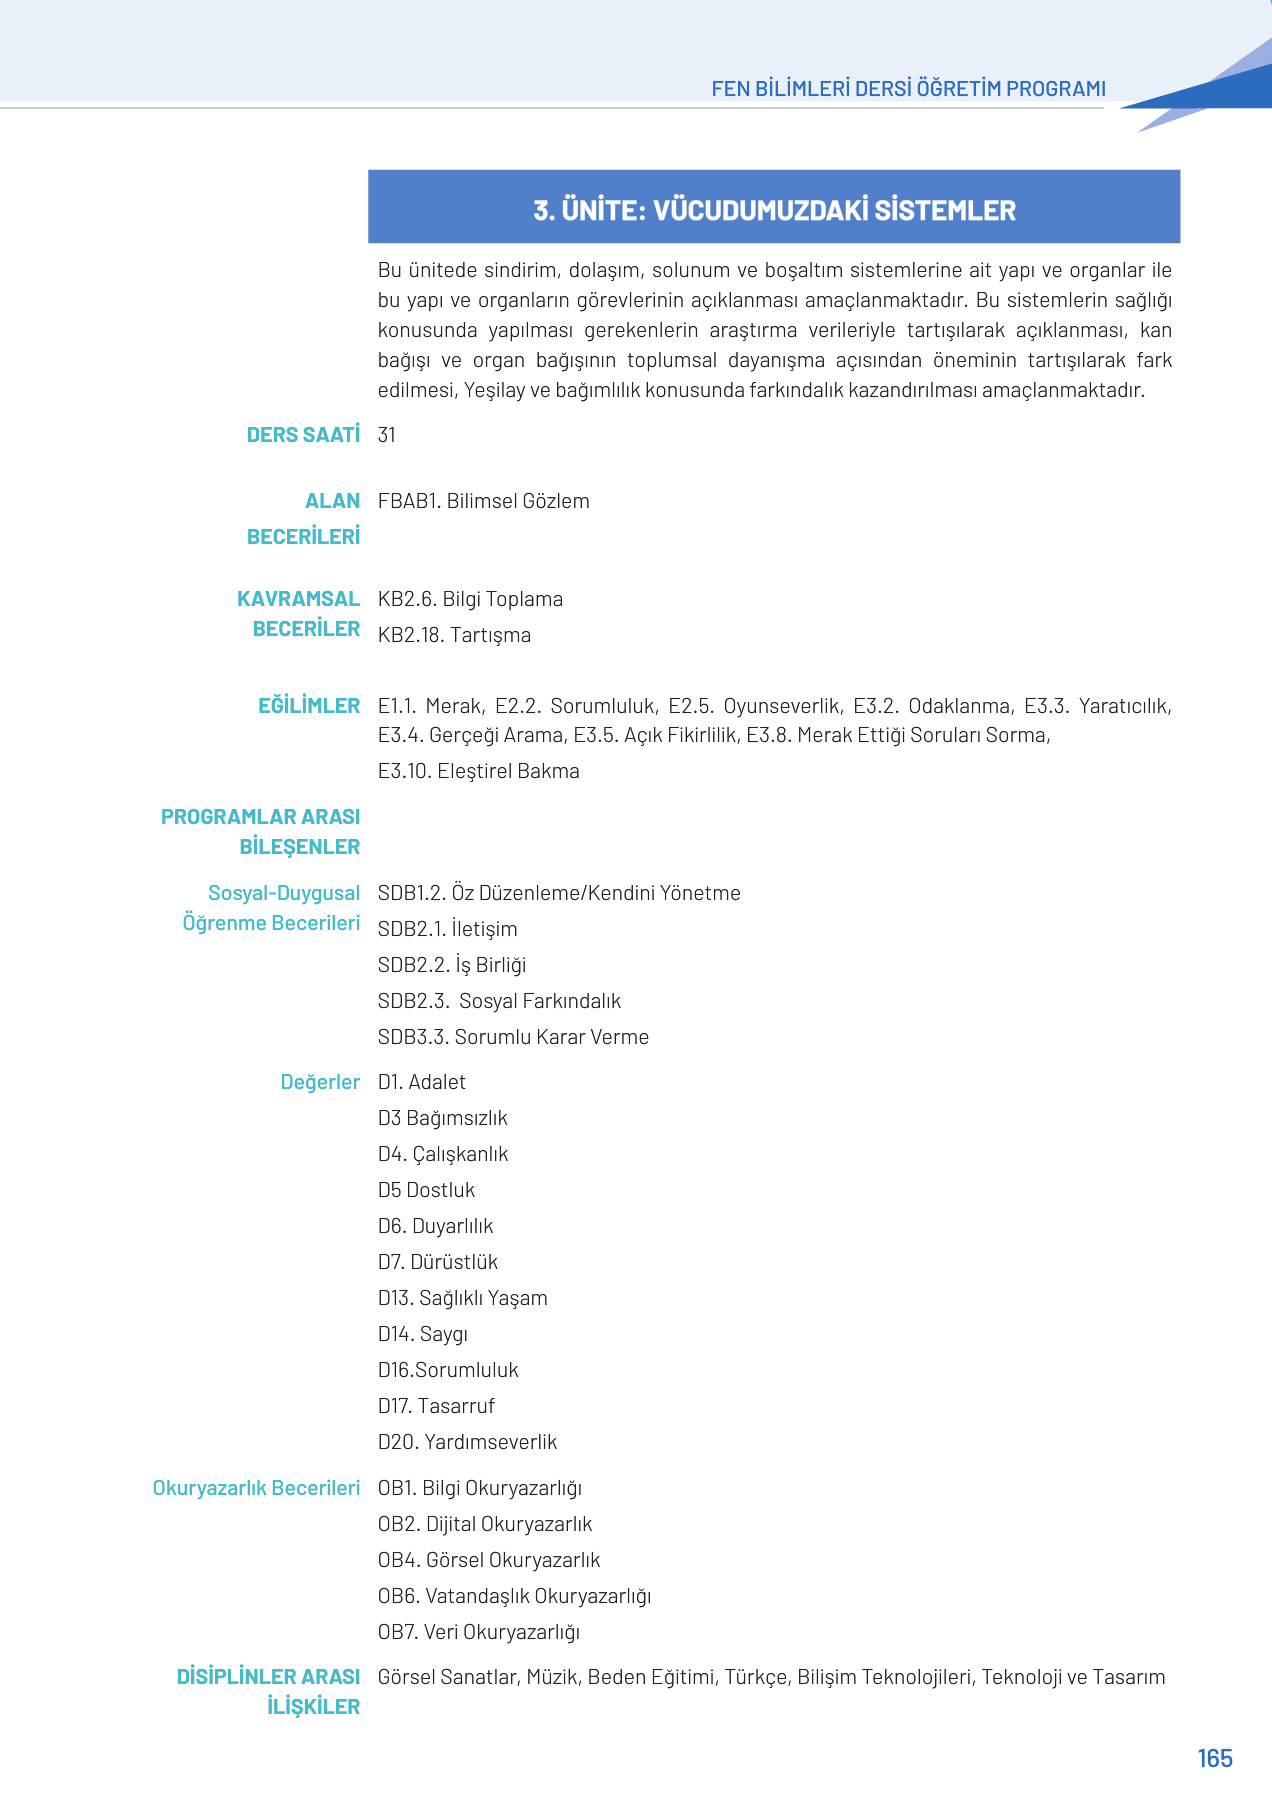 FEN BİLİMLERİ DERSİ ÖĞRETİM PROGRAMI
3. ÜNİTE: VÜCUDUMUZDAKİ SİSTEMLER
Bu ünitede sindirim, dolaşım, solunum ve boşaltım sistemlerine ait yapı ve organlar ile
bu yapı ve organların görevlerinin açıklanması amaçlanmaktadır. Bu sistemlerin sağlığı
konusunda yapılması gerekenlerin araştırma verileriyle tartışılarak açıklanması, kan
bağışı ve organ bağışının toplumsal dayanışma açısından öneminin tartışılarak fark
edilmesi, Yeşilay ve bağımlılık konusunda farkındalık kazandırılması amaçlanmaktadır.
DERS SAATİ 31
ALAN FBAB1. Bilimsel Gözlem
BECERİLERİ
KAVRAMSAL KB2.6. Bilgi Toplama
BECERİLER KB2.18. Tartışma
EĞİLİMLER E1.1. Merak, E2.2. Sorumluluk, E2.5. Oyunseverlik, E3.2. Odaklanma, E3.3. Yaratıcılık,
E3.4. Gerçeği Arama, E3.5. Açık Fikirlilik, E3.8. Merak Ettiği Soruları Sorma,
E3.10. Eleştirel Bakma
PROGRAMLAR ARASI
BİLEŞENLER
Sosyal-Duygusal SDB1.2. Öz Düzenleme/Kendini Yönetme
Öğrenme Becerileri SDB2.1. İletişim
SDB2.2. İş Birliği
SDB2.3. Sosyal Farkındalık
SDB3.3. Sorumlu Karar Verme
Değerler D1. Adalet
D3 Bağımsızlık
D4. Çalışkanlık
D5 Dostluk
D6. Duyarlılık
D7. Dürüstlük
D13. Sağlıklı Yaşam
D14. Saygı
D16.Sorumluluk
D17. Tasarruf
D20. Yardımseverlik
Okuryazarlık Becerileri OB1. Bilgi Okuryazarlığı
OB2. Dijital Okuryazarlık
OB4. Görsel Okuryazarlık
OB6. Vatandaşlık Okuryazarlığı
OB7. Veri Okuryazarlığı
DİSİPLİNLER ARASI Görsel Sanatlar, Müzik, Beden Eğitimi, Türkçe, Bilişim Teknolojileri, Teknoloji ve Tasarım
İLİŞKİLER
165